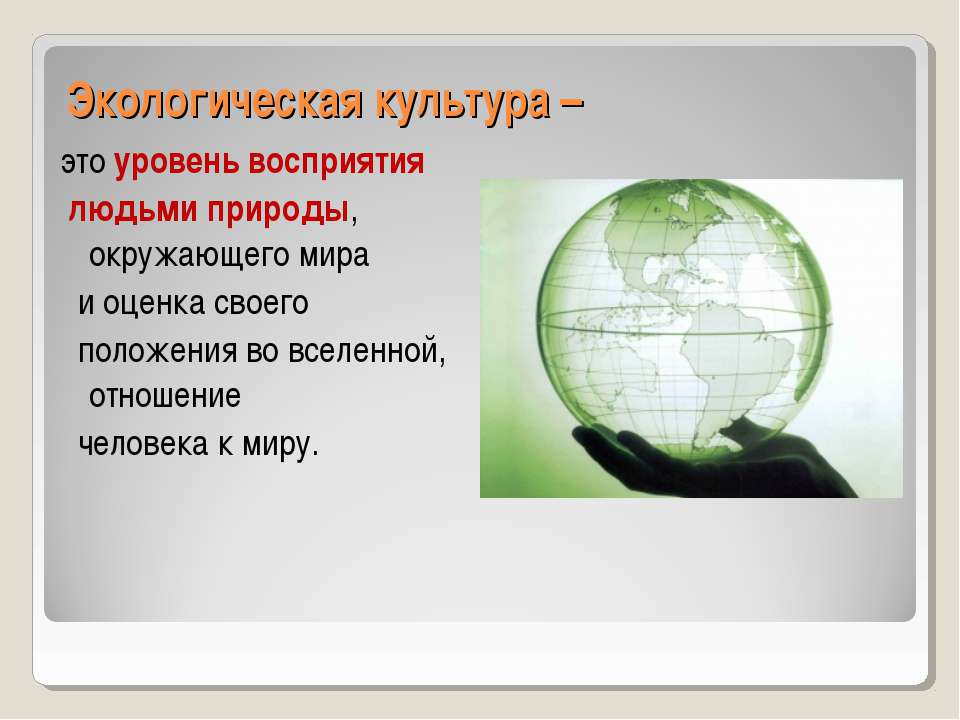 Экологическая культура –
это уровень восприятия
людьми природы,
окружающего мира
и оценка своего
положения во вселенной,
отношение
человека к миру.